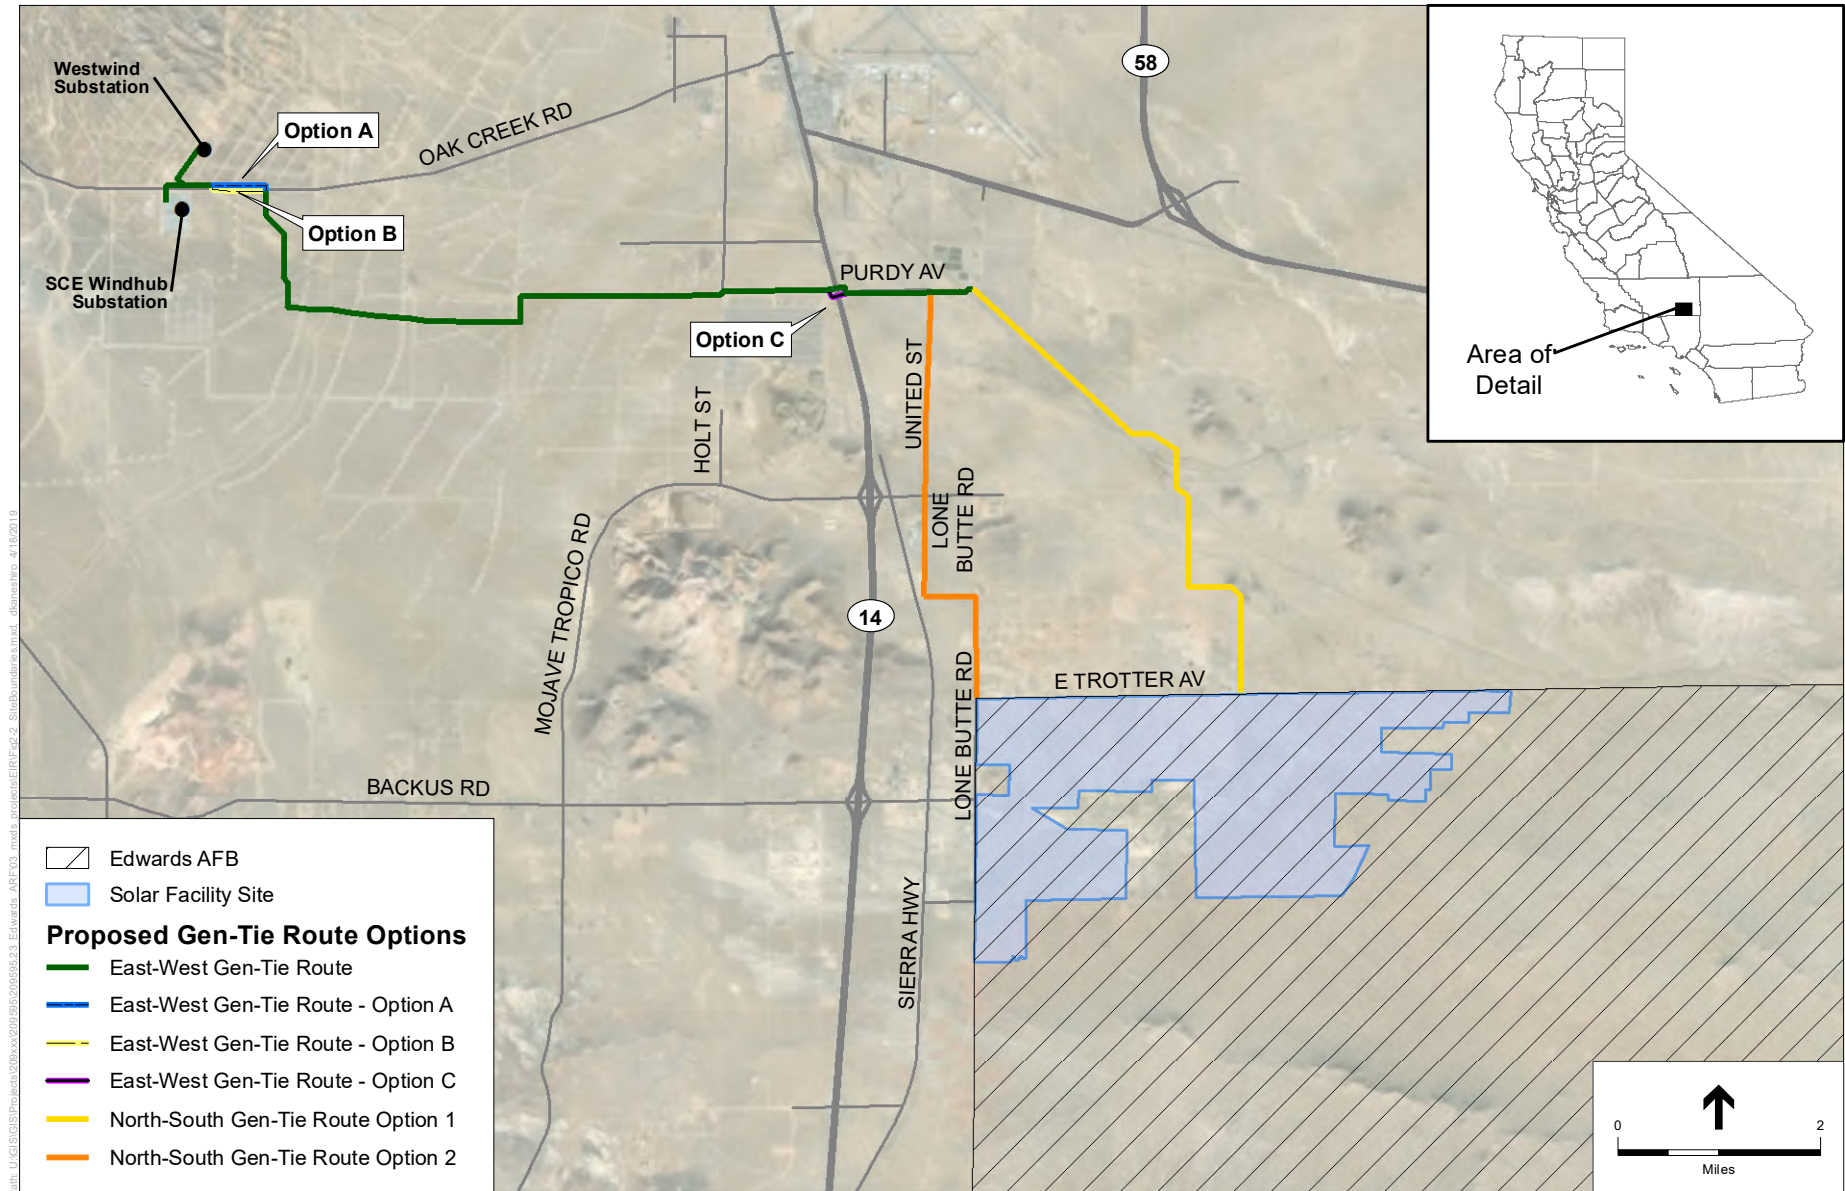 Westwind
Substation
Option A
OAK CREEK RD
58
Option B
SCE Windhub
Substation
PURDY AV
Option C
Area of
Detail
UNITED ST
HOLT ST
LONE
BUTTE RD
MOJAVE TROPICO RD
14
E TROTTER AV
LONE BUTTE RD
BACKUS RD
SIERRA HWY
Edwards AFB
Solar Facility Site
Proposed Gen-Tie Route Options
East-West Gen-Tie Route
East-West Gen-Tie Route - Option A
East-West Gen-Tie Route - Option B
East-West Gen-Tie Route - Option C
North-South Gen-Tie Route Option 1
North-South Gen-Tie Route Option 2
0 2
Miles